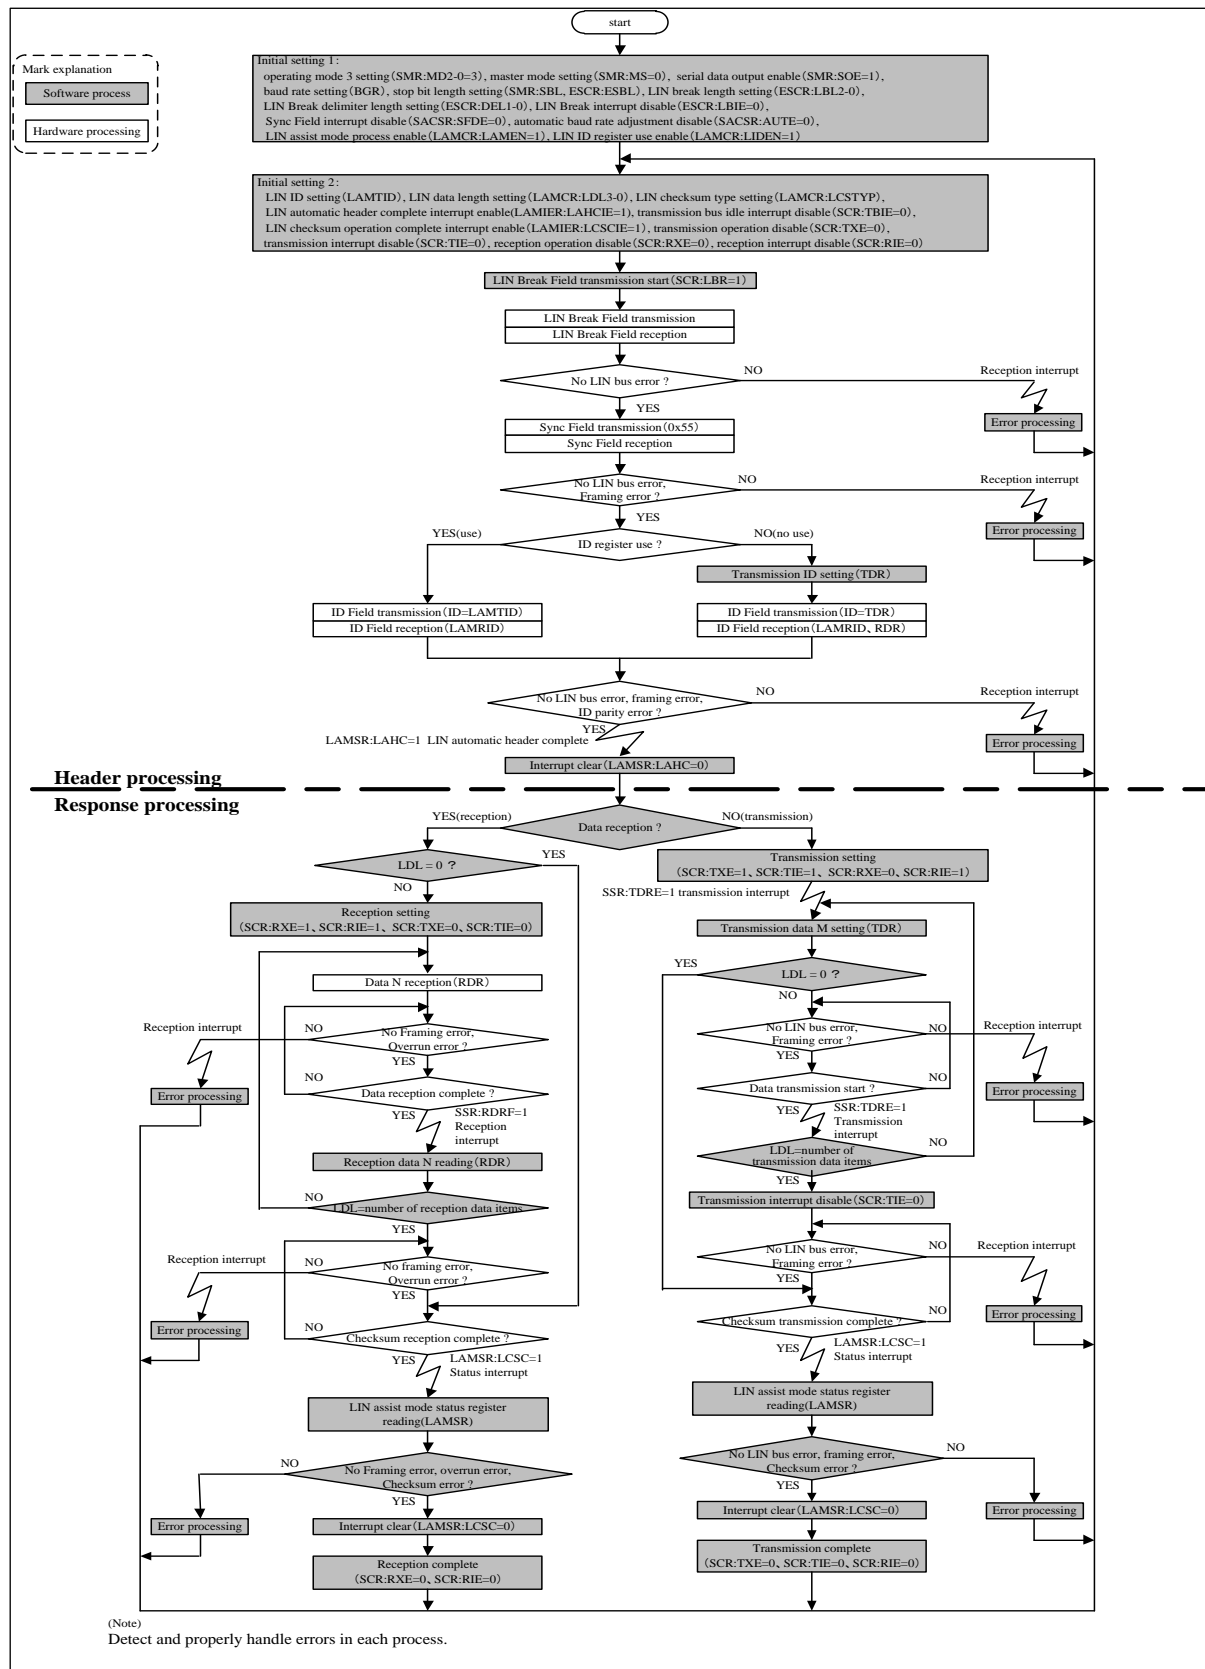 start
Mark explanation
Software process
Hardware processing
Initial setting 1:
operating mode 3 setting(SMR:MD2-0=3), master mode setting(SMR:MS=0), serial data output enable(SMR:SOE=1),
baud rate setting(BGR), stop bit length setting(SMR:SBL, ESCR:ESBL), LIN break length setting(ESCR:LBL2-0),
LIN Break delimiter length setting(ESCR:DEL1-0), LIN Break interrupt disable(ESCR:LBIE=0),
Sync Field interrupt disable(SACSR:SFDE=0), automatic baud rate adjustment disable(SACSR:AUTE=0),
LIN assist mode process enable(LAMCR:LAMEN=1), LIN ID register use enable(LAMCR:LIDEN=1)
Initial setting 2:
LIN ID setting(LAMTID), LIN data length setting(LAMCR:LDL3-0), LIN checksum type setting(LAMCR:LCSTYP)
LIN automatic header complete interrupt enable(LAMIER:LAHCIE=1), transmission bus idle interrupt disable(SCR:TBIE=0),
LIN checksum operation complete interrupt enable(LAMIER:LCSCIE=1), transmission operation disable(SCR:TXE=0),
transmission interrupt disable(SCR:TIE=0), reception operation disable(SCR:RXE=0), reception interrupt disable(SCR:RIE=0)
LIN Break Field transmission start(SCR:LBR=1)
LIN Break Field transmission
LIN Break Field reception
No LIN bus error ?
NO
Reception interrupt
YES
Error processing
Sync Field transmission(0x55)
Sync Field reception
No LIN bus error,
Framing error ?
NO
Reception interrupt
YES
Error processing
YES(use)
ID register use ?
NO(no use)
Transmission ID setting(TDR)
ID Field transmission(ID=LAMTID)
ID Field reception(LAMRID)
ID Field transmission(ID=TDR)
ID Field reception(LAMRID、RDR)
No LIN bus error, framing error,
ID parity error ?
NO
Reception interrupt
YES
LAMSR:LAHC=1 LIN automatic header complete
Error processing
Interrupt clear(LAMSR:LAHC=0)
Header processing
Response processing
YES(reception)
Data reception ?
NO(transmission)
LDL = 0 ?
YES
NO
Transmission setting
(SCR:TXE=1、SCR:TIE=1、SCR:RXE=0、SCR:RIE=1)
SSR:TDRE=1 transmission interrupt
Reception setting
(SCR:RXE=1、SCR:RIE=1、SCR:TXE=0、SCR:TIE=0)
Transmission data M setting(TDR)
YES
LDL = 0 ?
NO
Data N reception(RDR)
Reception interrupt
NO
No Framing error,
Overrun error ?
YES
No LIN bus error,
Framing error ?
NO
Reception interrupt
YES
Error processing
NO
Data reception complete ?
YES
SSR:RDRF=1
Reception
interrupt
Data transmission start ?
NO
Error processing
YES
SSR:TDRE=1
Transmission
interrupt
Reception data N reading(RDR)
LDL=number of
transmission data items
NO
YES
NO
LDL=number of reception data items
YES
Transmission interrupt disable(SCR:TIE=0)
Reception interrupt
NO
No framing error,
Overrun error ?
YES
No LIN bus error,
Framing error ?
NO
Reception interrupt
YES
Error processing
NO
Checksum reception complete ?
YES
LAMSR:LCSC=1
Status interrupt
Checksum transmission complete ?
NO
Error processing
YES
LAMSR:LCSC=1
Status interrupt
LIN assist mode status register
reading(LAMSR)
LIN assist mode status register
reading(LAMSR)
NO
No Framing error, overrun error,
Checksum error ?
YES
No LIN bus error, framing error,
Checksum error ?
NO
YES
Error processing
Interrupt clear(LAMSR:LCSC=0)
Interrupt clear(LAMSR:LCSC=0)
Error processing
Reception complete
(SCR:RXE=0、SCR:RIE=0)
Transmission complete
(SCR:TXE=0、SCR:TIE=0、SCR:RIE=0)
(Note)
Detect and properly handle errors in each process.